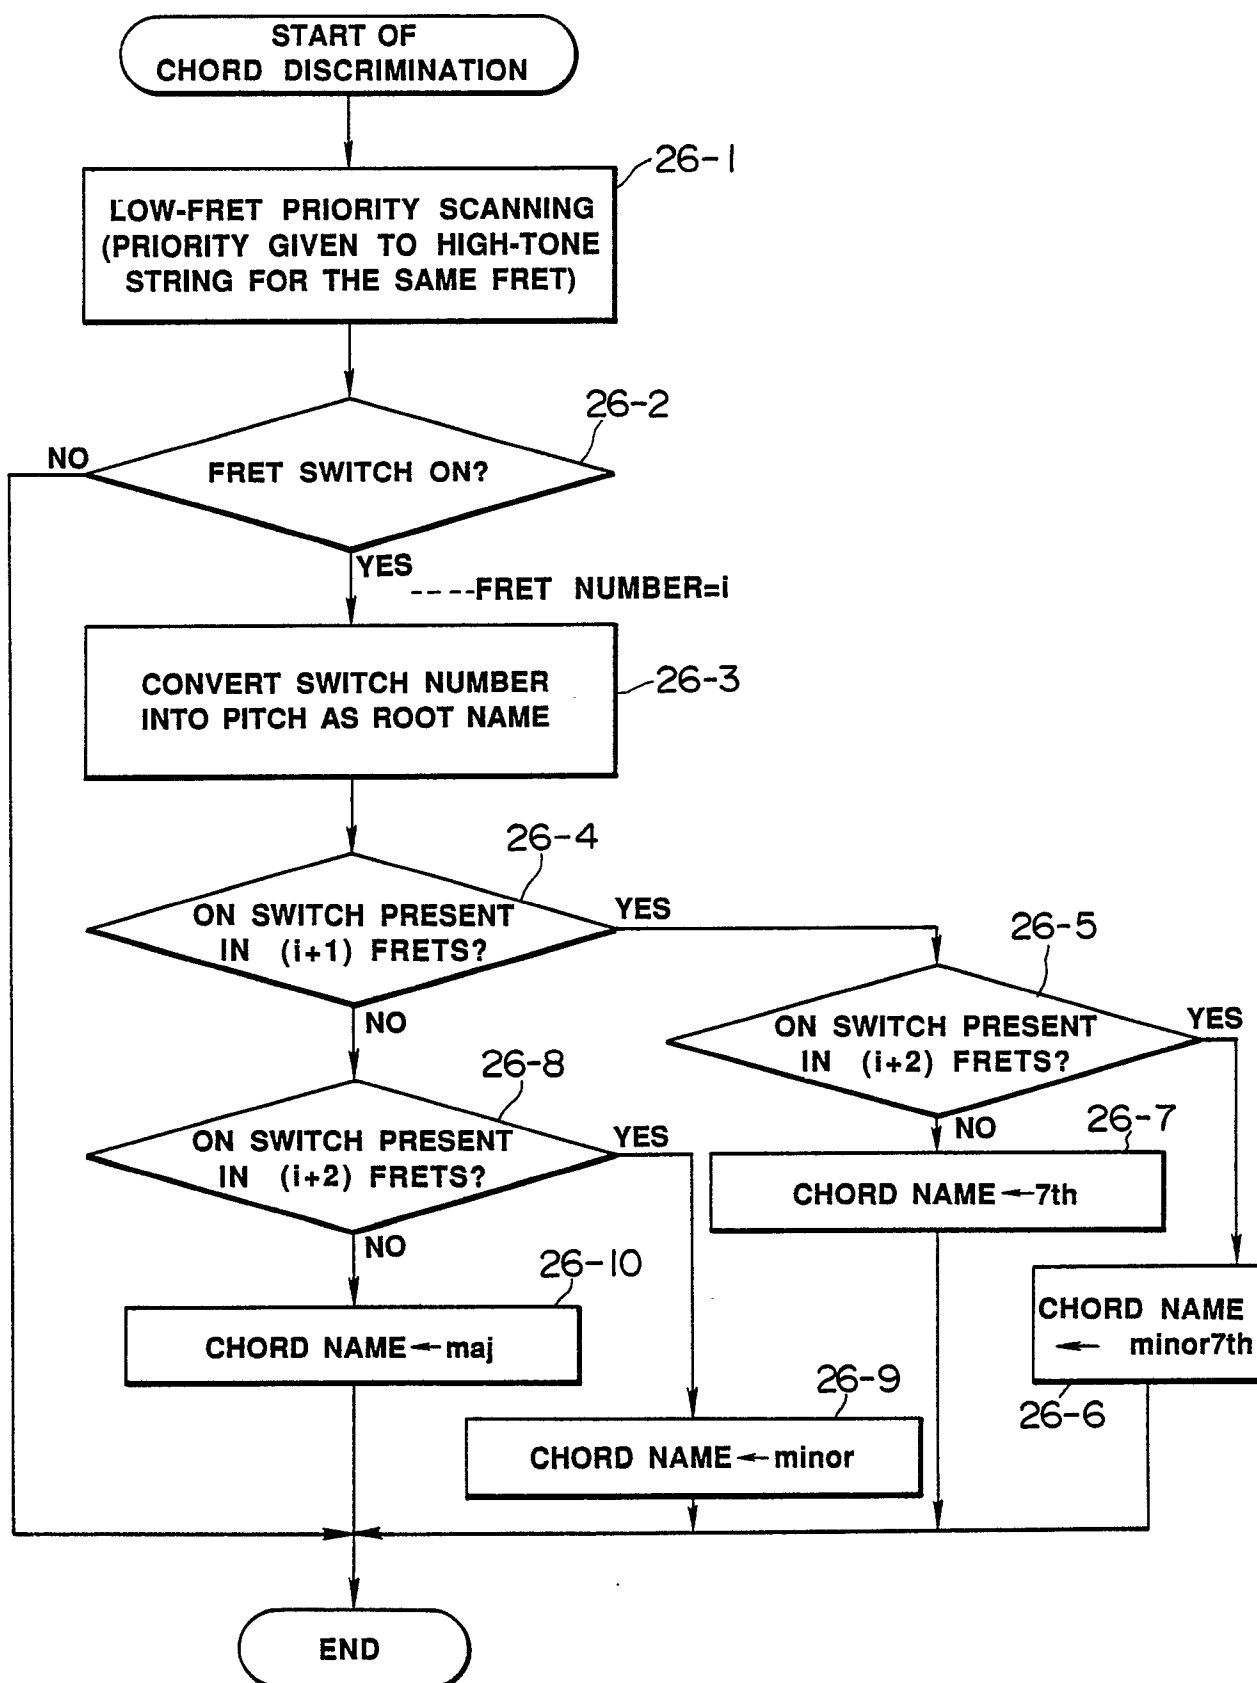 START OF
CHORD DISCRIMINATION
26-1
LOW-FRET PRIORITY SCANNING
(PRIORITY GIVEN TO HIGH-TONE
STRING FOR THE SAME FRET)
26-2
NO
FRET SWITCH ON?
YES
----FRET NUMBER=i
CONVERT SWITCH NUMBER
INTO PITCH AS ROOT NAME
26-3
26-4
ON SWITCH PRESENT
IN (i+1) FRETS?
YES
NO
26-5
ON SWITCH PRESENT
IN (i+2) FRETS?
YES
NO
26-8
ON SWITCH PRESENT
IN (i+2) FRETS?
YES
NO
26-7
CHORD NAME←7th
26-10
CHORD NAME←maj
CHORD NAME
← minor7th
26-6
26-9
CHORD NAME←minor
END